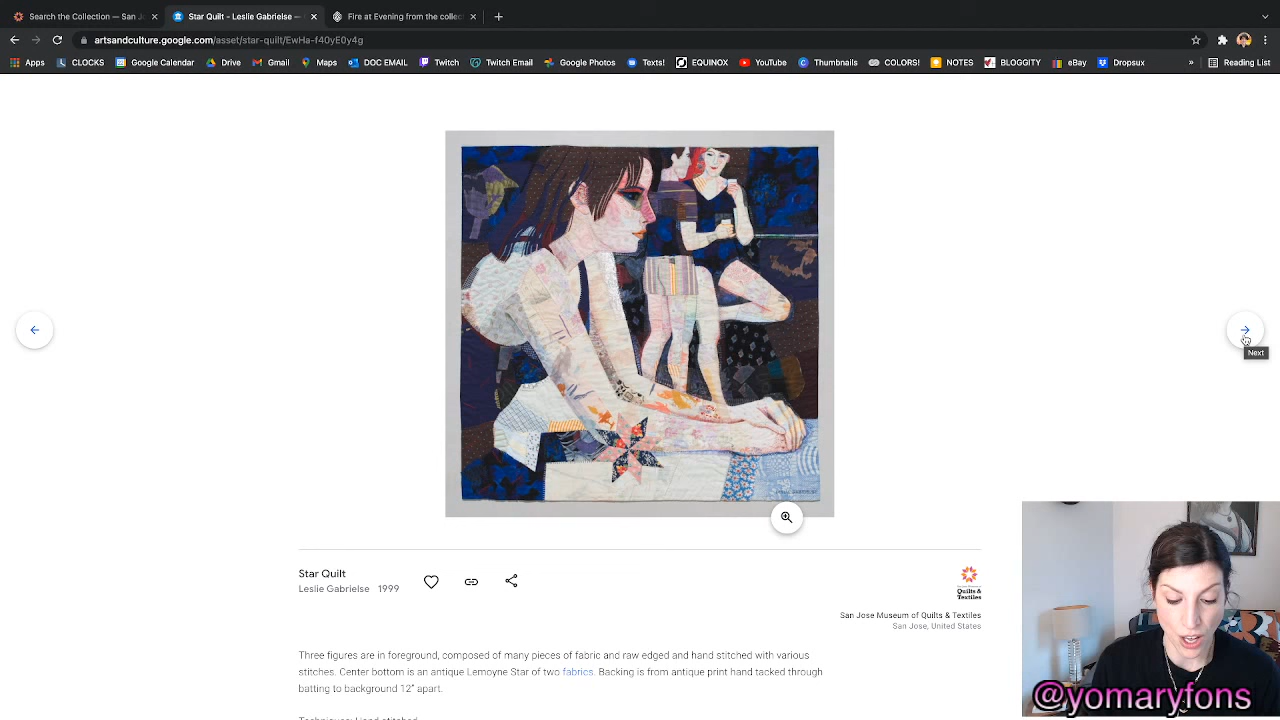 Search the Collection — San Jo
Star Quilt - Leslie Gabrielse —
Fire at Evening from the collec
artsandculture.google.com/asset/star-quilt/EwHa-f40yE0y4g
Apps CLOCKS Google Calendar Drive Gmail Maps DOC EMAIL Twitch Twitch Email Google Photos Texts! EQUINIX YouTube Thumbnails COLORS! NOTES BLOGGITY eBay Dropsux » Reading List
Next
Star Quilt
Leslie Gabrielse 1999
Quilts &
Textiles
San Jose Museum of Quilts & Textiles
San Jose, United States
Three figures are in foreground, composed of many pieces of fabric and raw edged and hand stitched with various
stitches. Center bottom is an antique Lemoyne Star of two fabrics. Backing is from antique print hand tacked through
batting to background 12” apart.
@yomaryfons